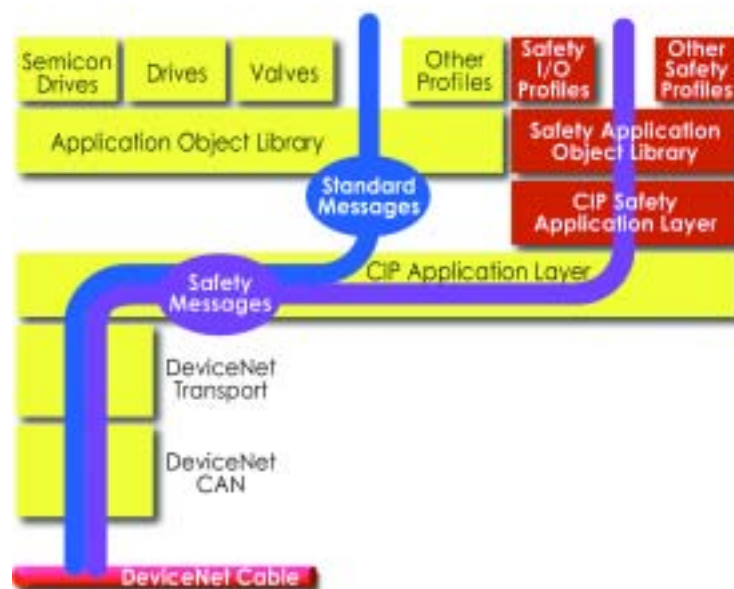 Semicon
Drives
Drives
Valves
Other
Profiles
Safety
I/O
Profiles
Other
Safety
Profiles
Application Object Library
Safety Application
Object Library
Standard
Messages
CIP Safety
Application Layer
CIP Application Layer
Safety
Messages
DeviceNet
Transport
DeviceNet
CAN
DeviceNet Cable